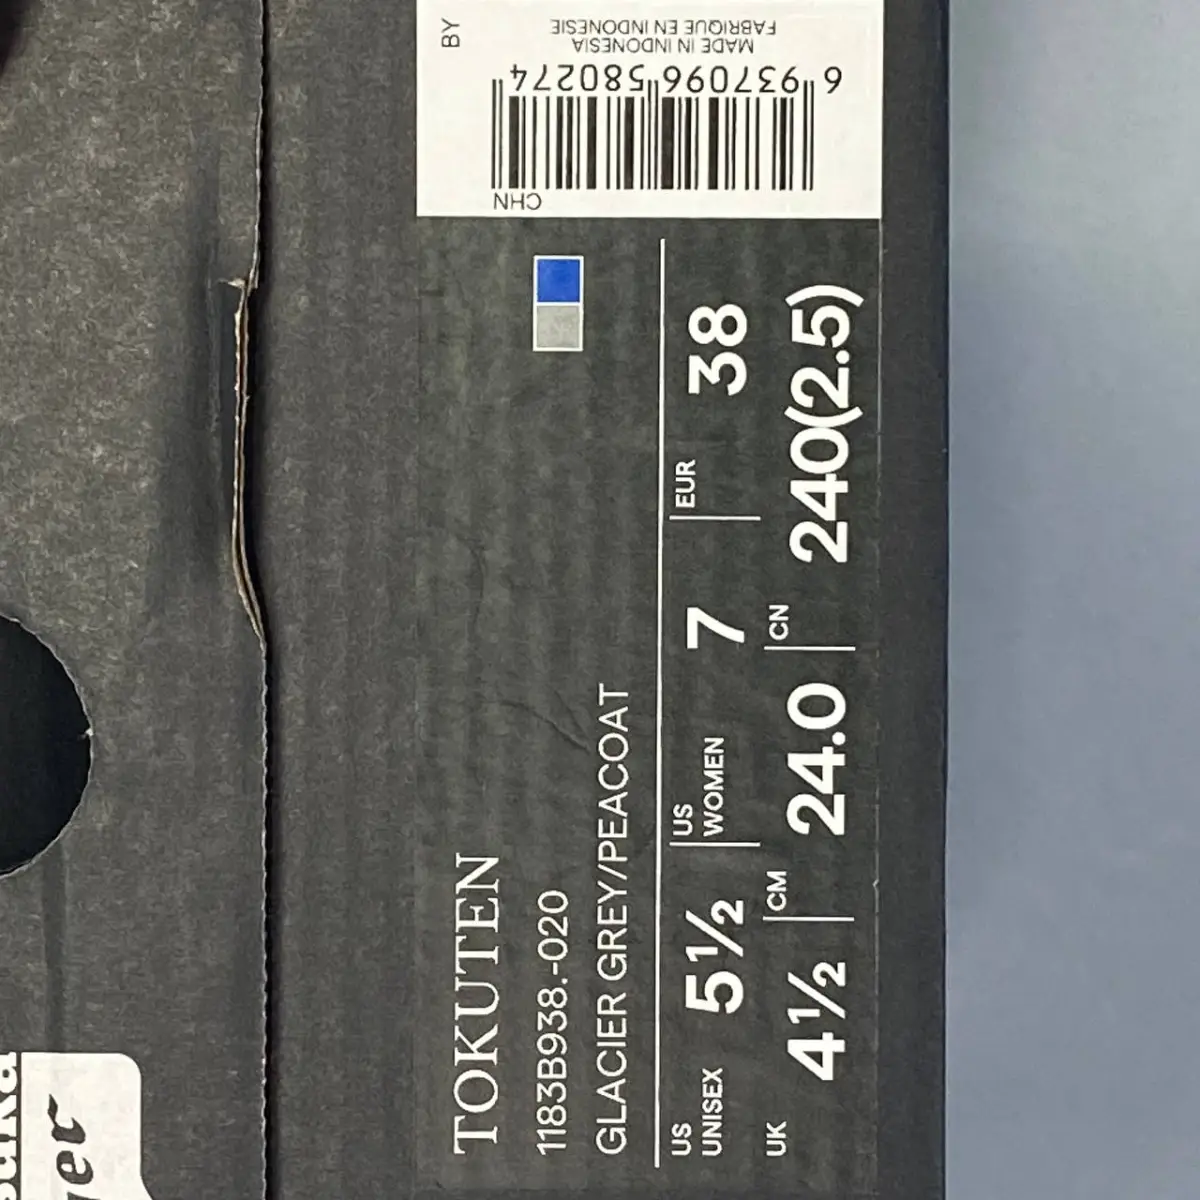 TOKUTEN
1183B938.-020
GLACIER GREY/PEACOAT
US UNISEX 5½ US WOMEN 7 EUR 38
UK 4½ CM 24.0 CN 240(2.5)
CHN
6 937096 580274
MADE IN INDONESIA
FABRIQUE EN INDONESIE
BY